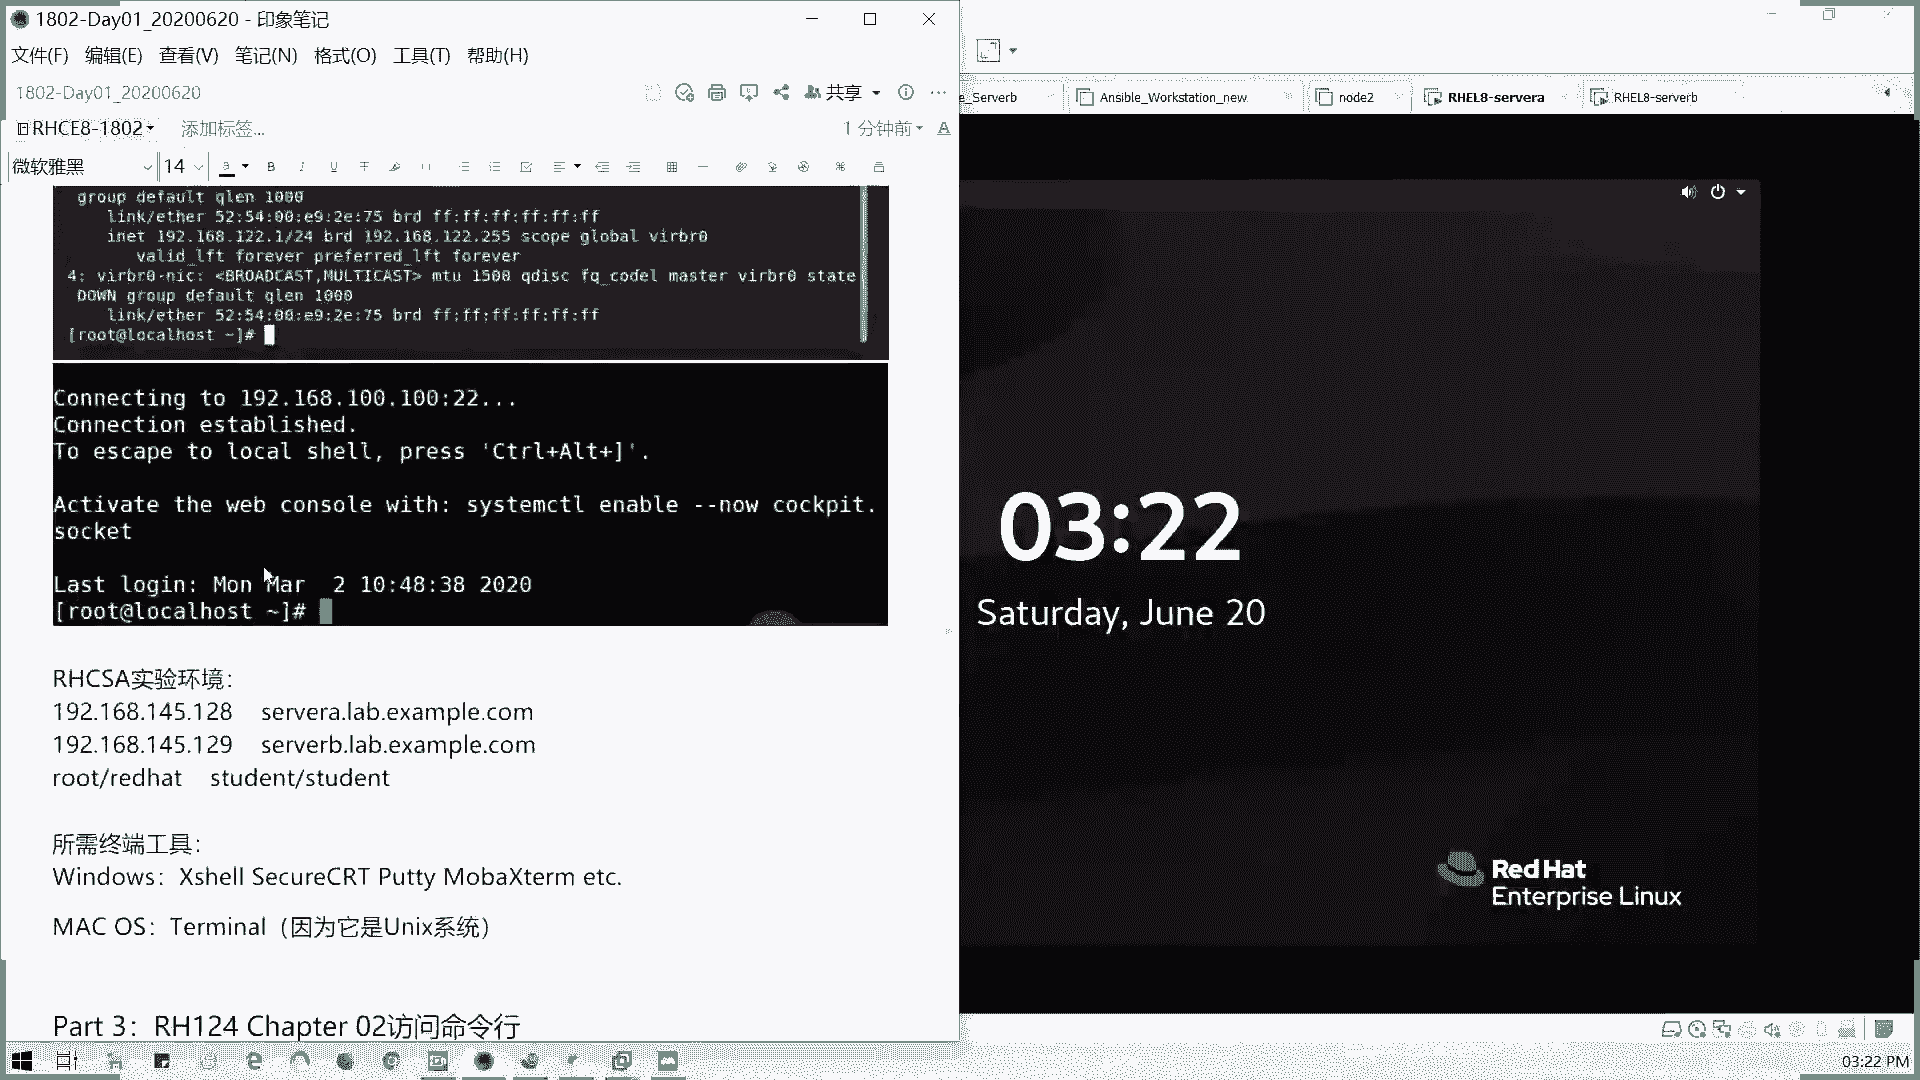 1802-Day01_20200620 - 印象笔记
文件(F) 编辑(E) 查看(V) 笔记(N) 格式(O) 工具(T) 帮助(H)
1802-Day01_20200620
共享
RHCE8-1802
添加标签...
1 分钟前
微软雅黑
14
group default qlen 1000
link/ether 52:54:00:e9:2e:75 brd ff:ff:ff:ff:ff:ff
inet 192.168.122.1/24 brd 192.168.122.255 scope global virbr0
valid_lft forever preferred_lft forever
4: virbr0-nic: <BROADCAST,MULTICAST> mtu 1500 qdisc fq_codel master virbr0 state
DOWN group default qlen 1000
link/ether 52:54:00:e9:2e:75 brd ff:ff:ff:ff:ff:ff
[root@localhost ~]#
Connecting to 192.168.100.100:22...
Connection established.
To escape to local shell, press 'Ctrl+Alt+]'.
Activate the web console with: systemctl enable --now cockpit.
socket
Last login: Mon Mar  2 10:48:38 2020
[root@localhost ~]#
RHCSA实验环境：
192.168.145.128 servera.lab.example.com
192.168.145.129 serverb.lab.example.com
root/redhat student/student
所需终端工具：
Windows：Xshell SecureCRT Putty MobaXterm etc.
MAC OS：Terminal（因为它是Unix系统）
Part 3：RH124 Chapter 02访问命令行
e_Serverb
Ansible_Workstation_new
node2
RHEL8-servera
RHEL8-serverb
03:22
Saturday, June 20
Red Hat
Enterprise Linux
03:22 PM